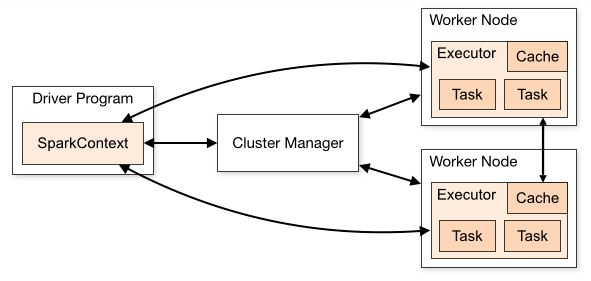 Driver Program
SparkContext
Cluster Manager
Worker Node
Executor
Cache
Task Task
Worker Node
Executor
Cache
Task Task